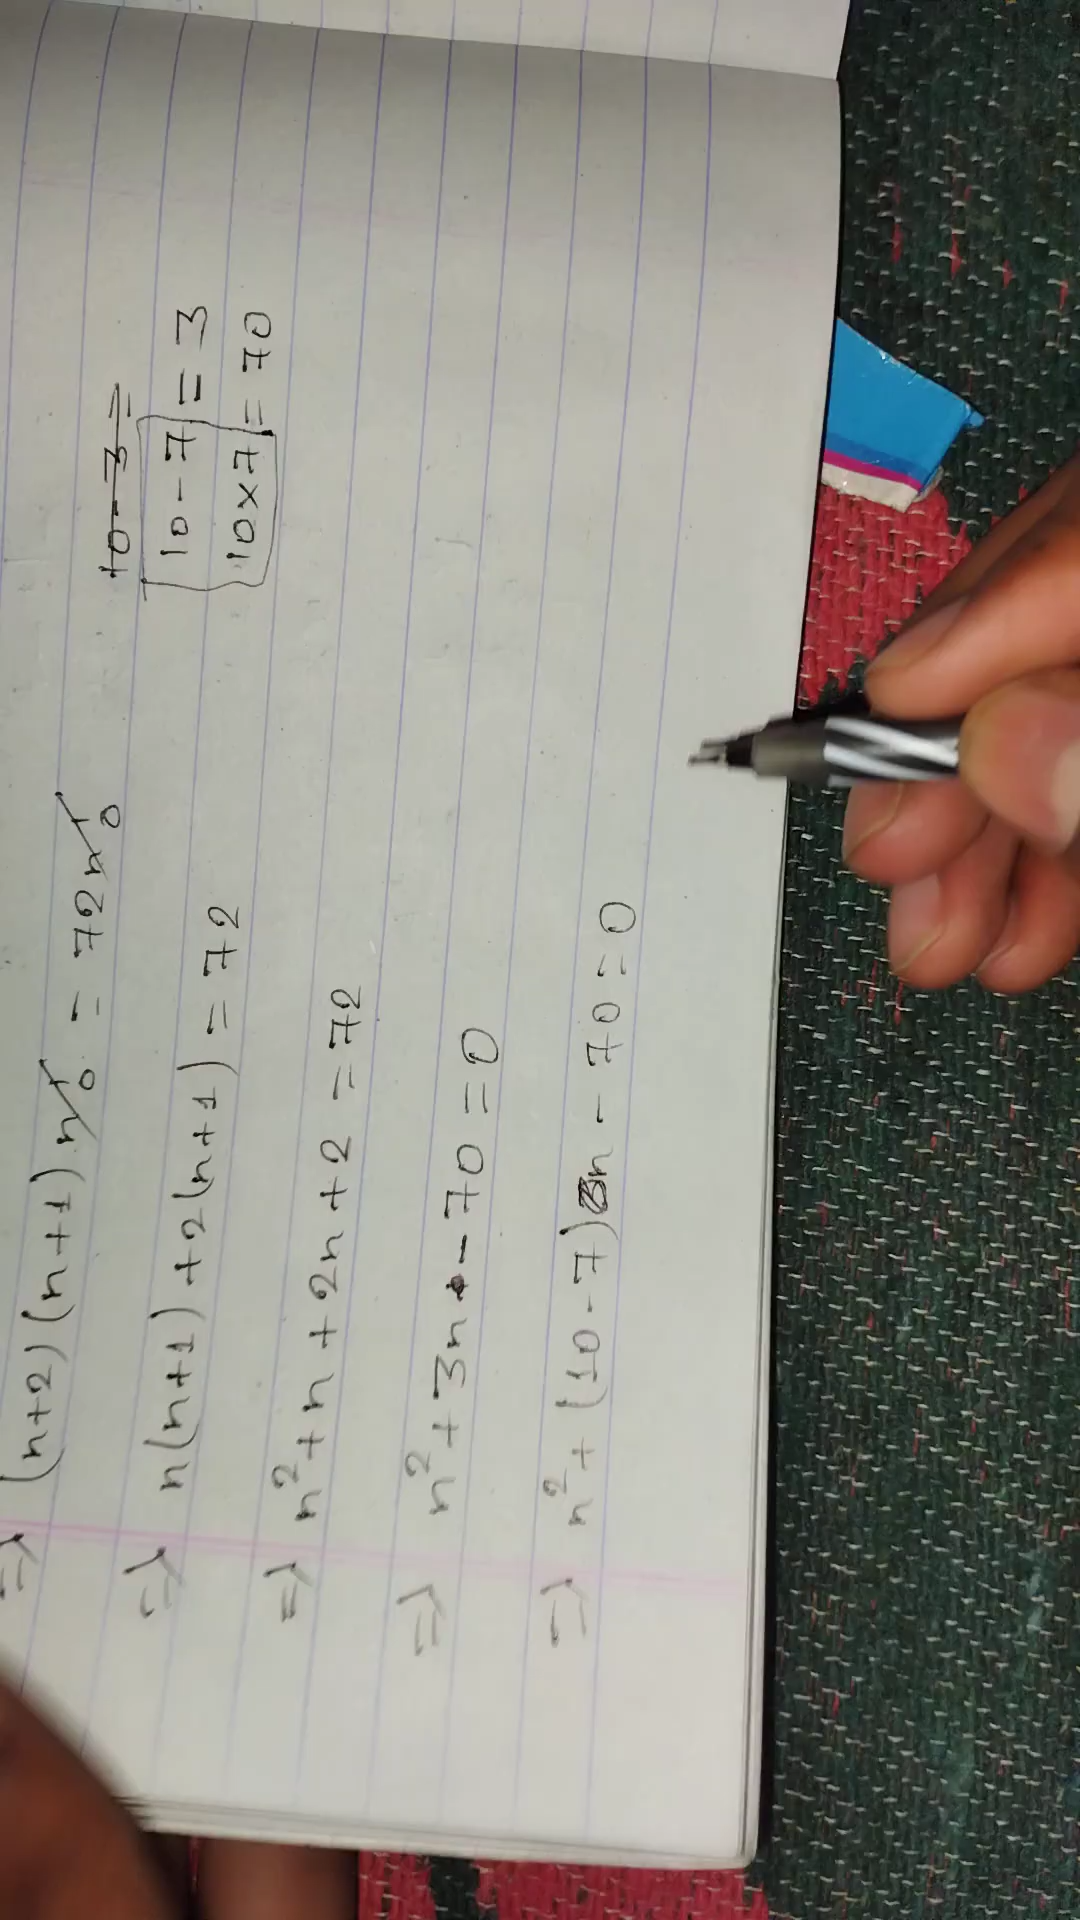 ⇒ (n+2)(n+1)n! = 72n!
⇒ n(n+1)+2(n+1) = 72
⇒ n²+n+2n+2 = 72
⇒ n²+3n-70=0
⇒ n²+(10-7)n-70=0
10-3=
10-7=3
10×7=70